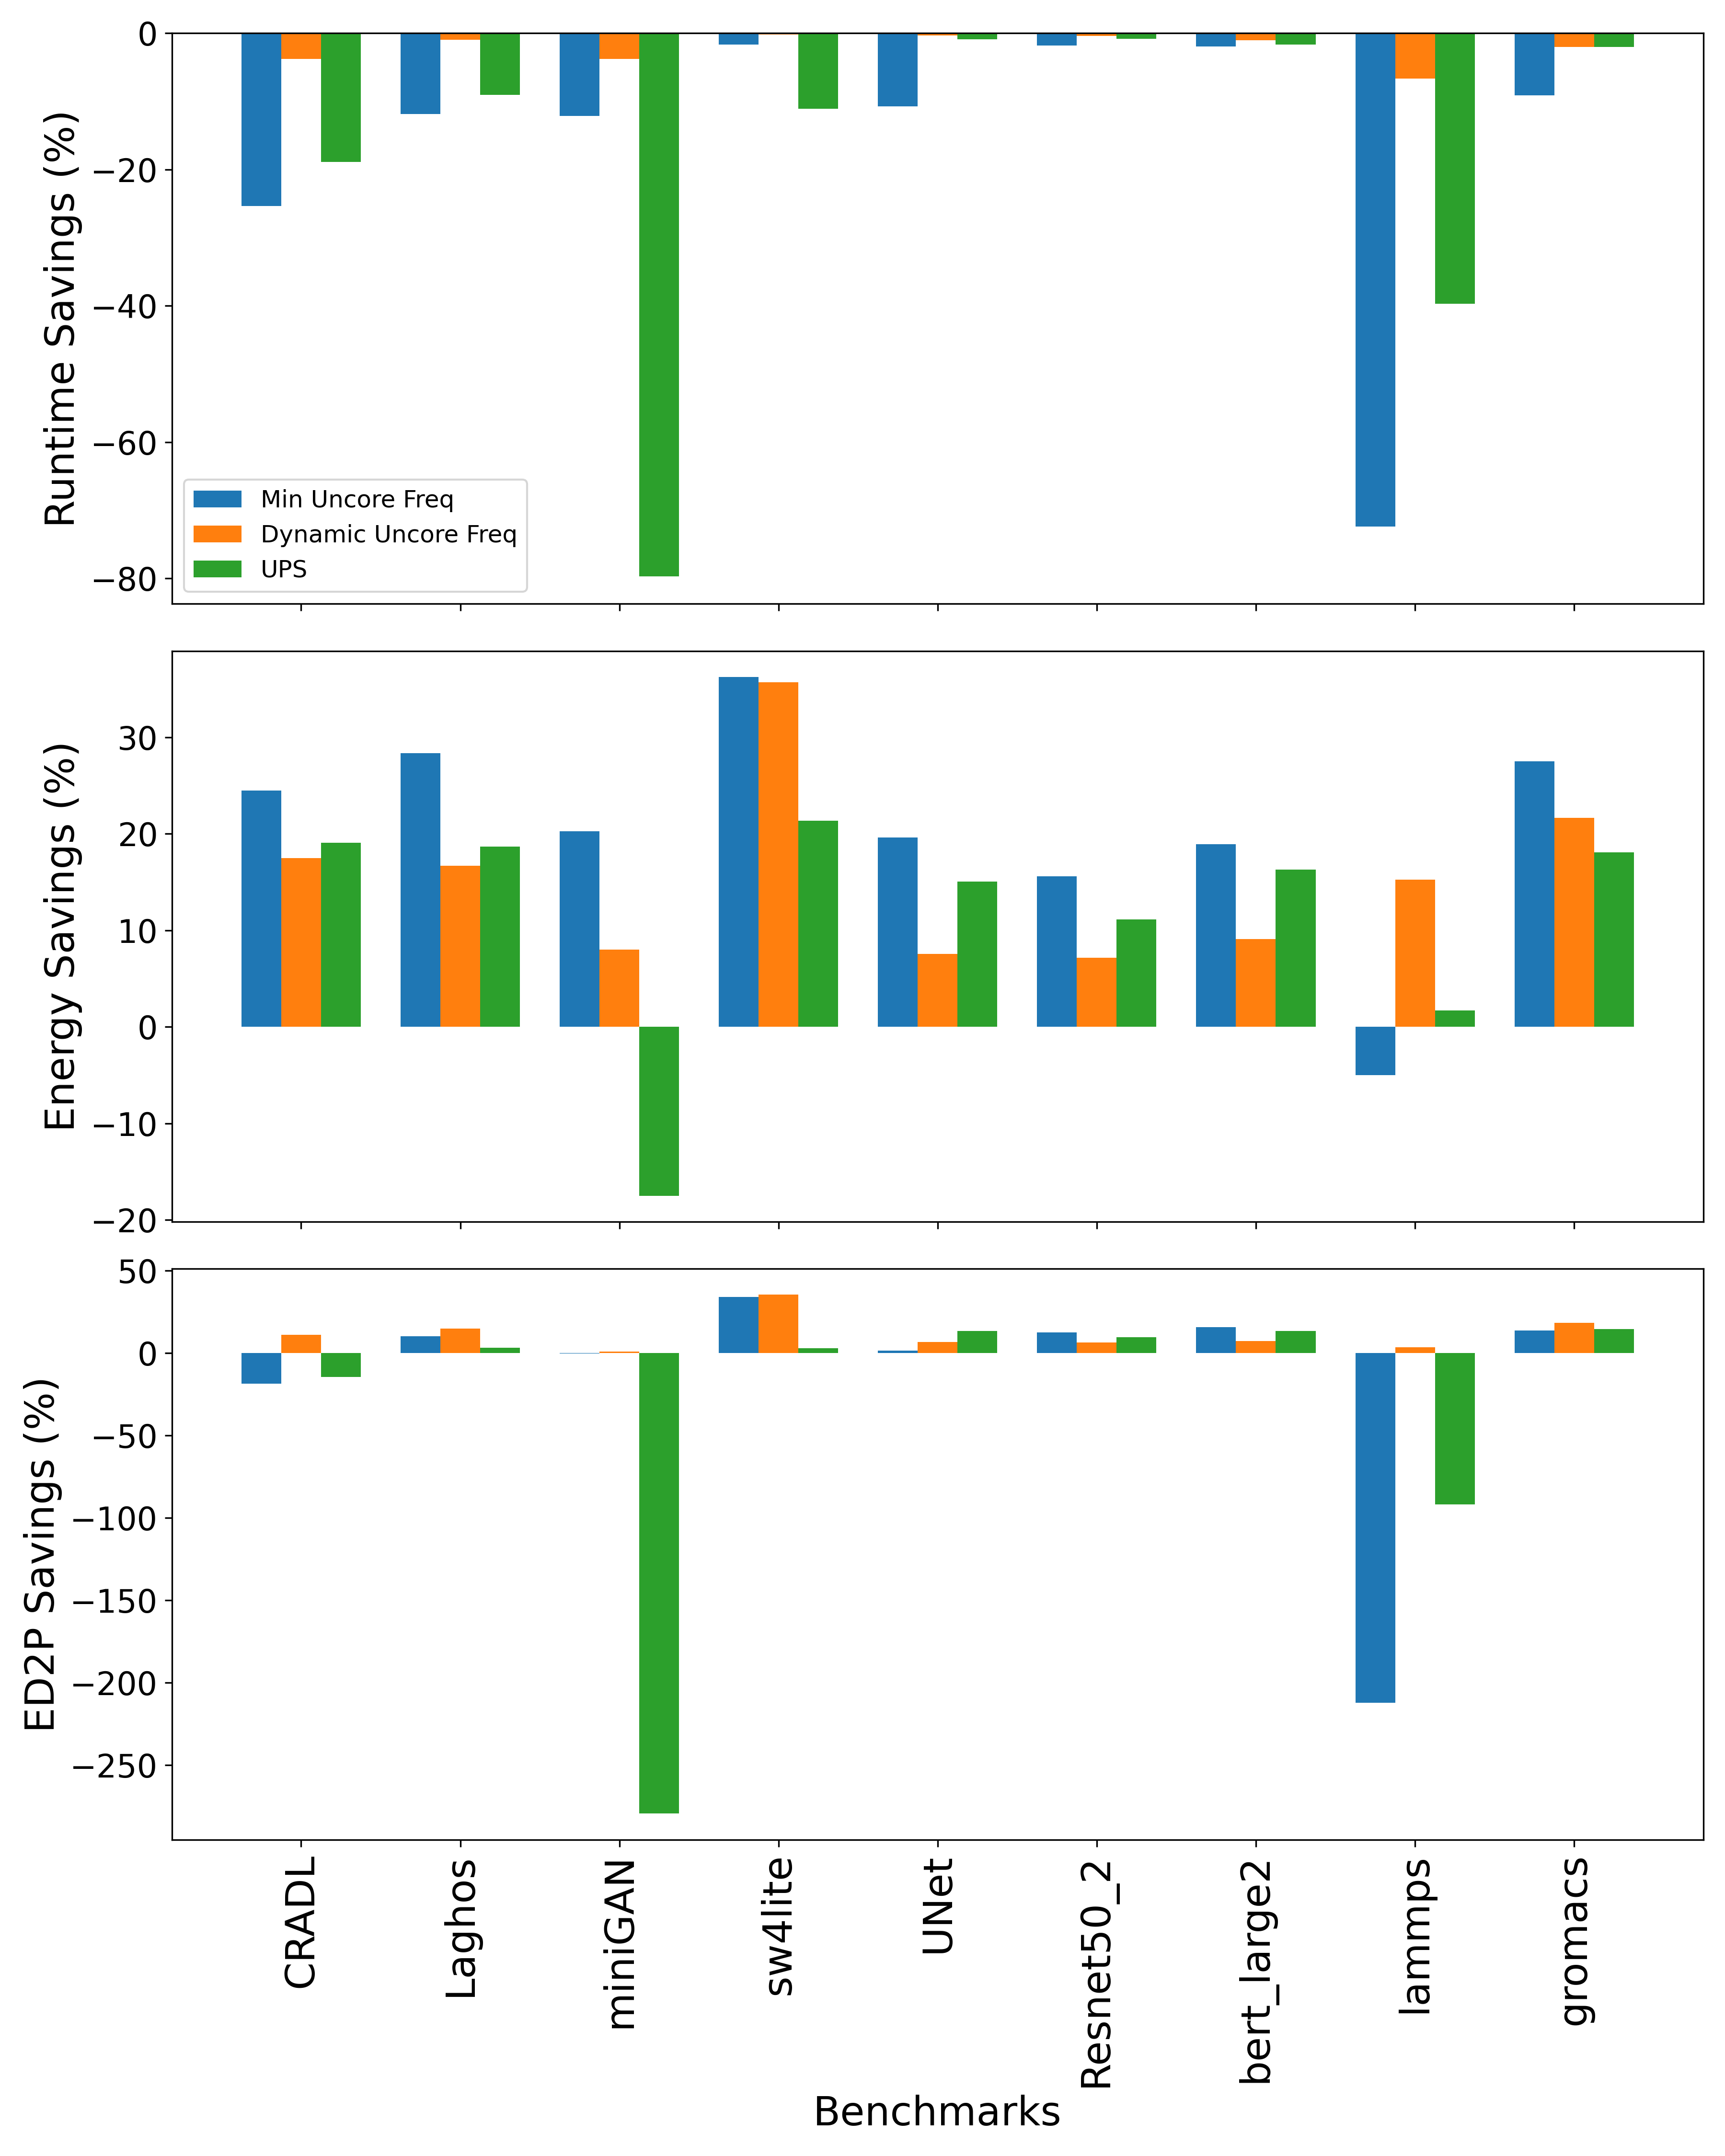 Runtime Savings (%)
0
−20
−40
−60
−80
Min Uncore Freq
Dynamic Uncore Freq
UPS
Energy Savings (%)
30
20
10
0
−10
−20
ED2P Savings (%)
50
0
−50
−100
−150
−200
−250
CRADL
Laghos
miniGAN
sw4lite
UNet
Resnet50_2
bert_large2
lammps
gromacs
Benchmarks